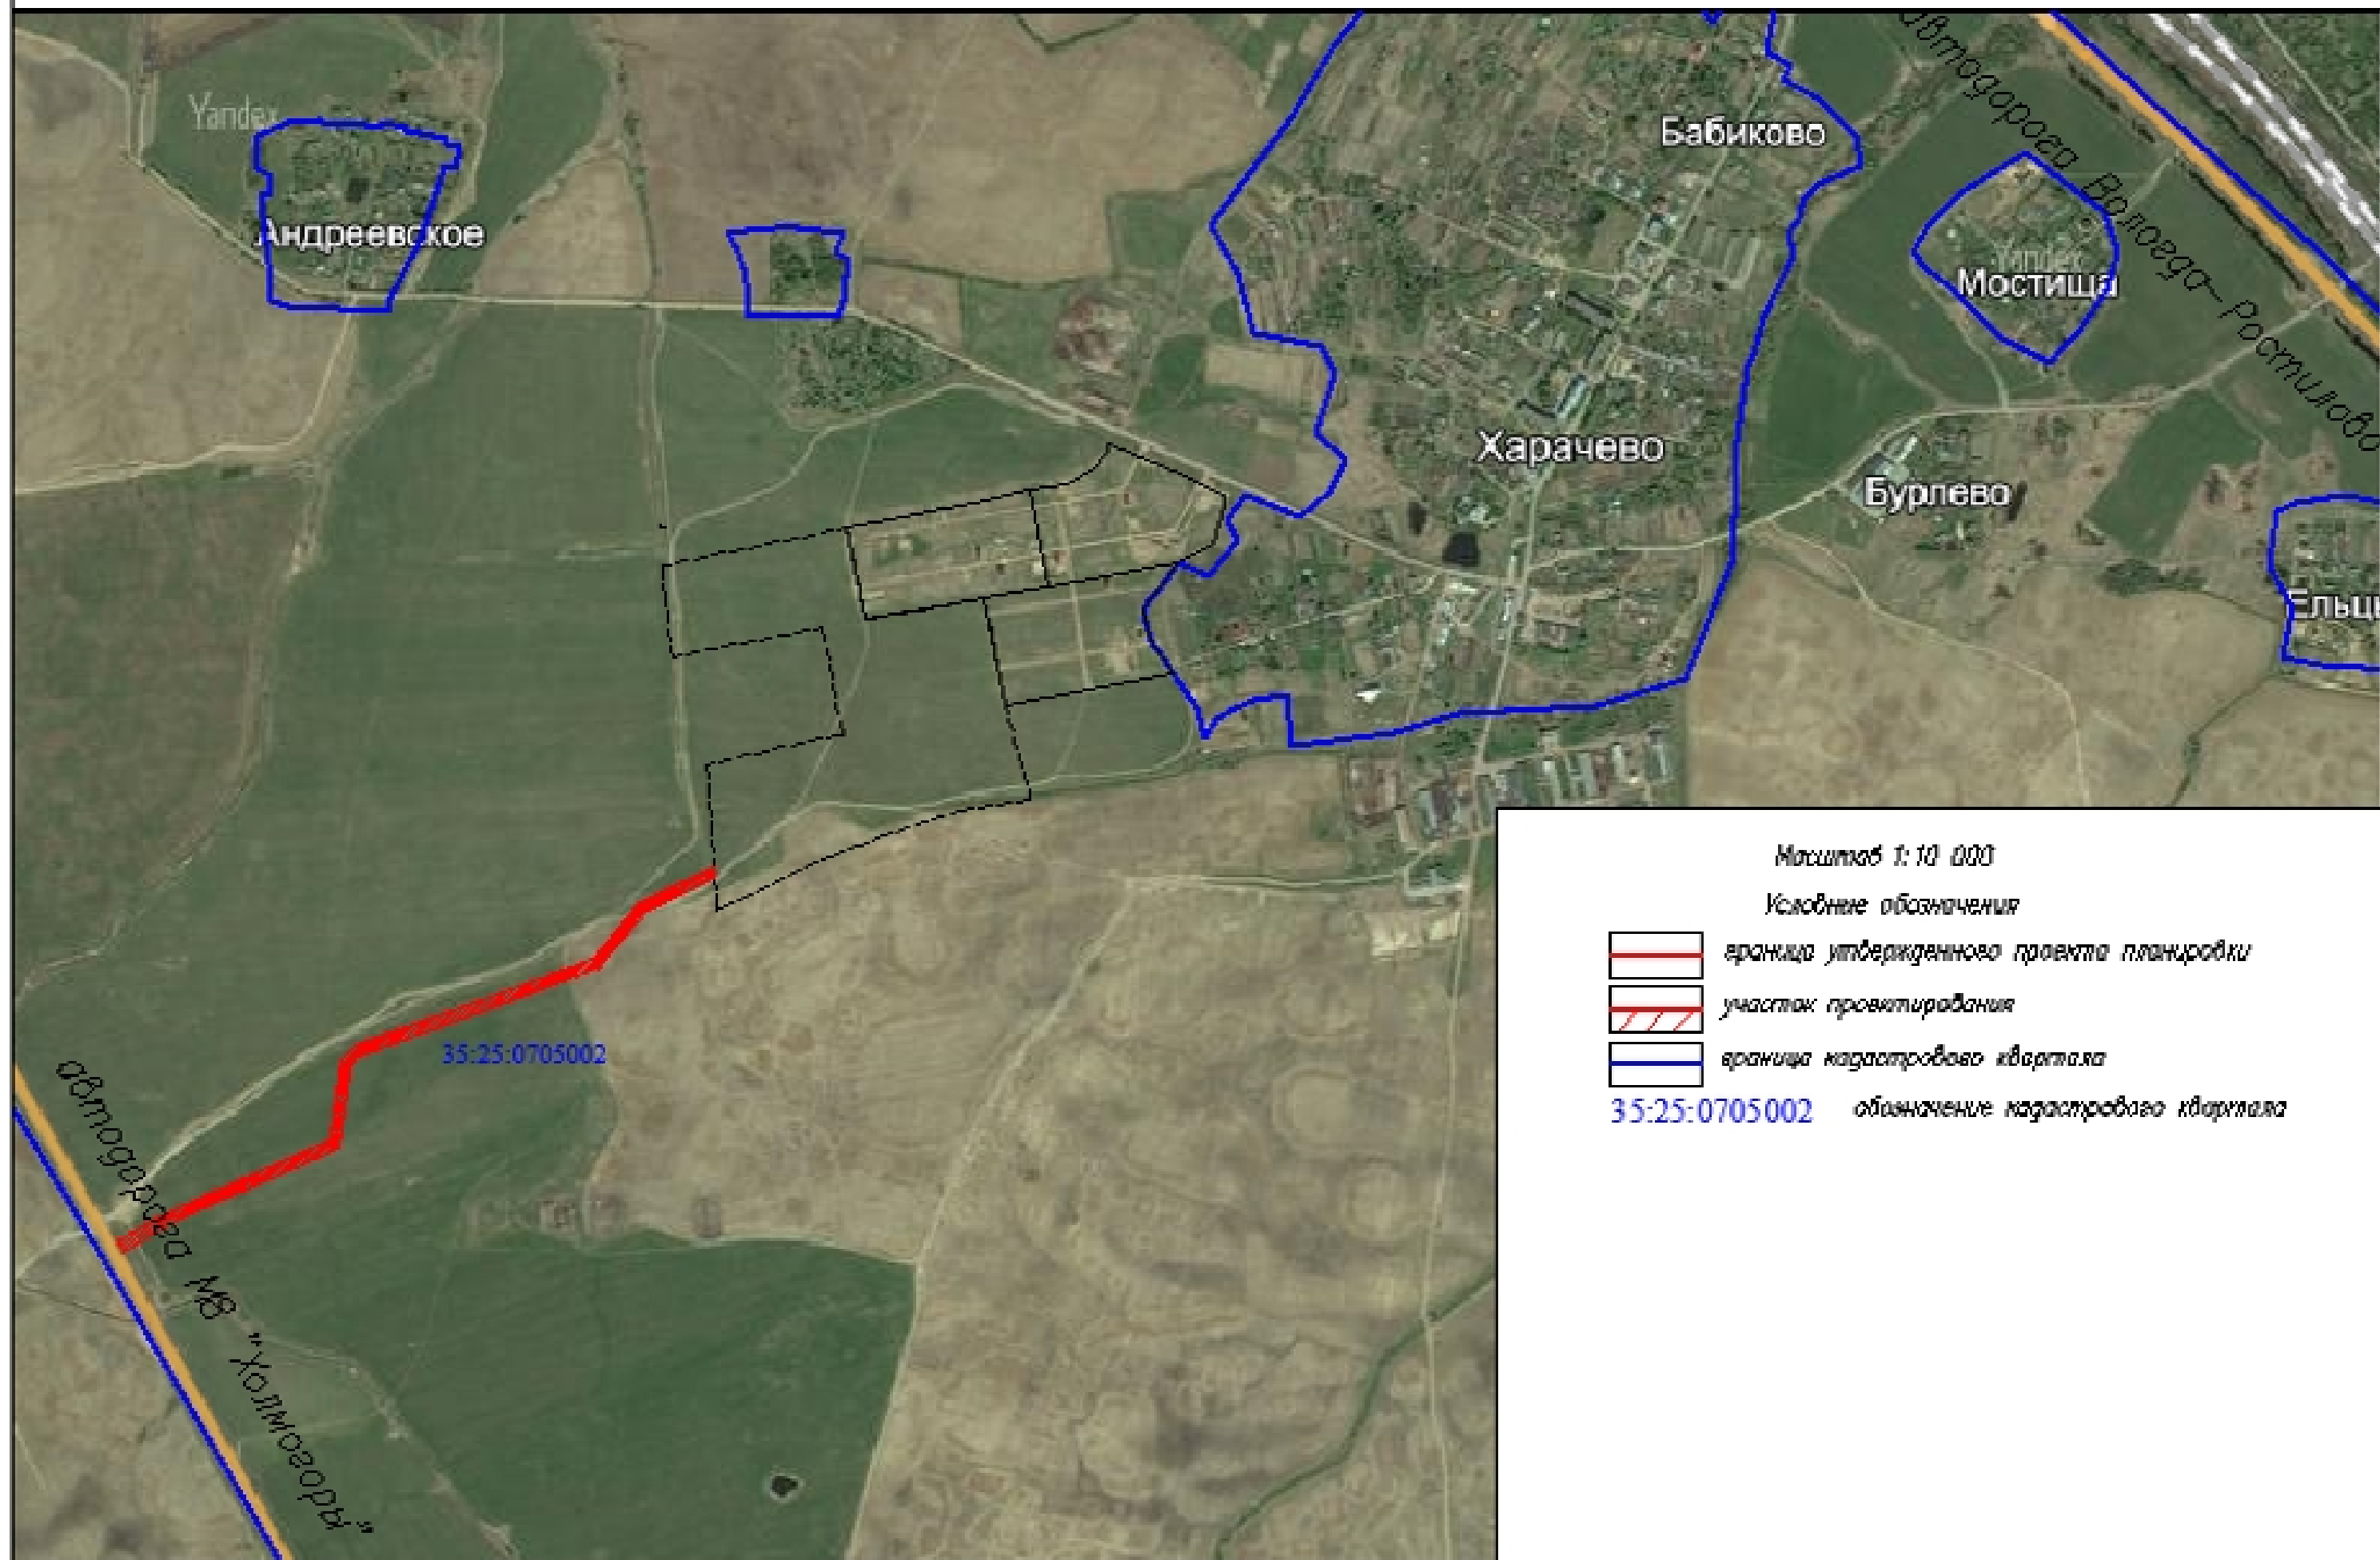 Yandex
Андреевское
Бабиково
автодорога Вологда-Ростилово
Yandex
Мостища
Харачево
Бурлево
35:25:0705002
автодорога М8 "Холмогоры"
Масштаб 1:10 000
Условные обозначения
граница утвержденного проекта планировки
участок проектирования
граница кадастрового квартала
35:25:0705002 обозначение кадастрового квартала